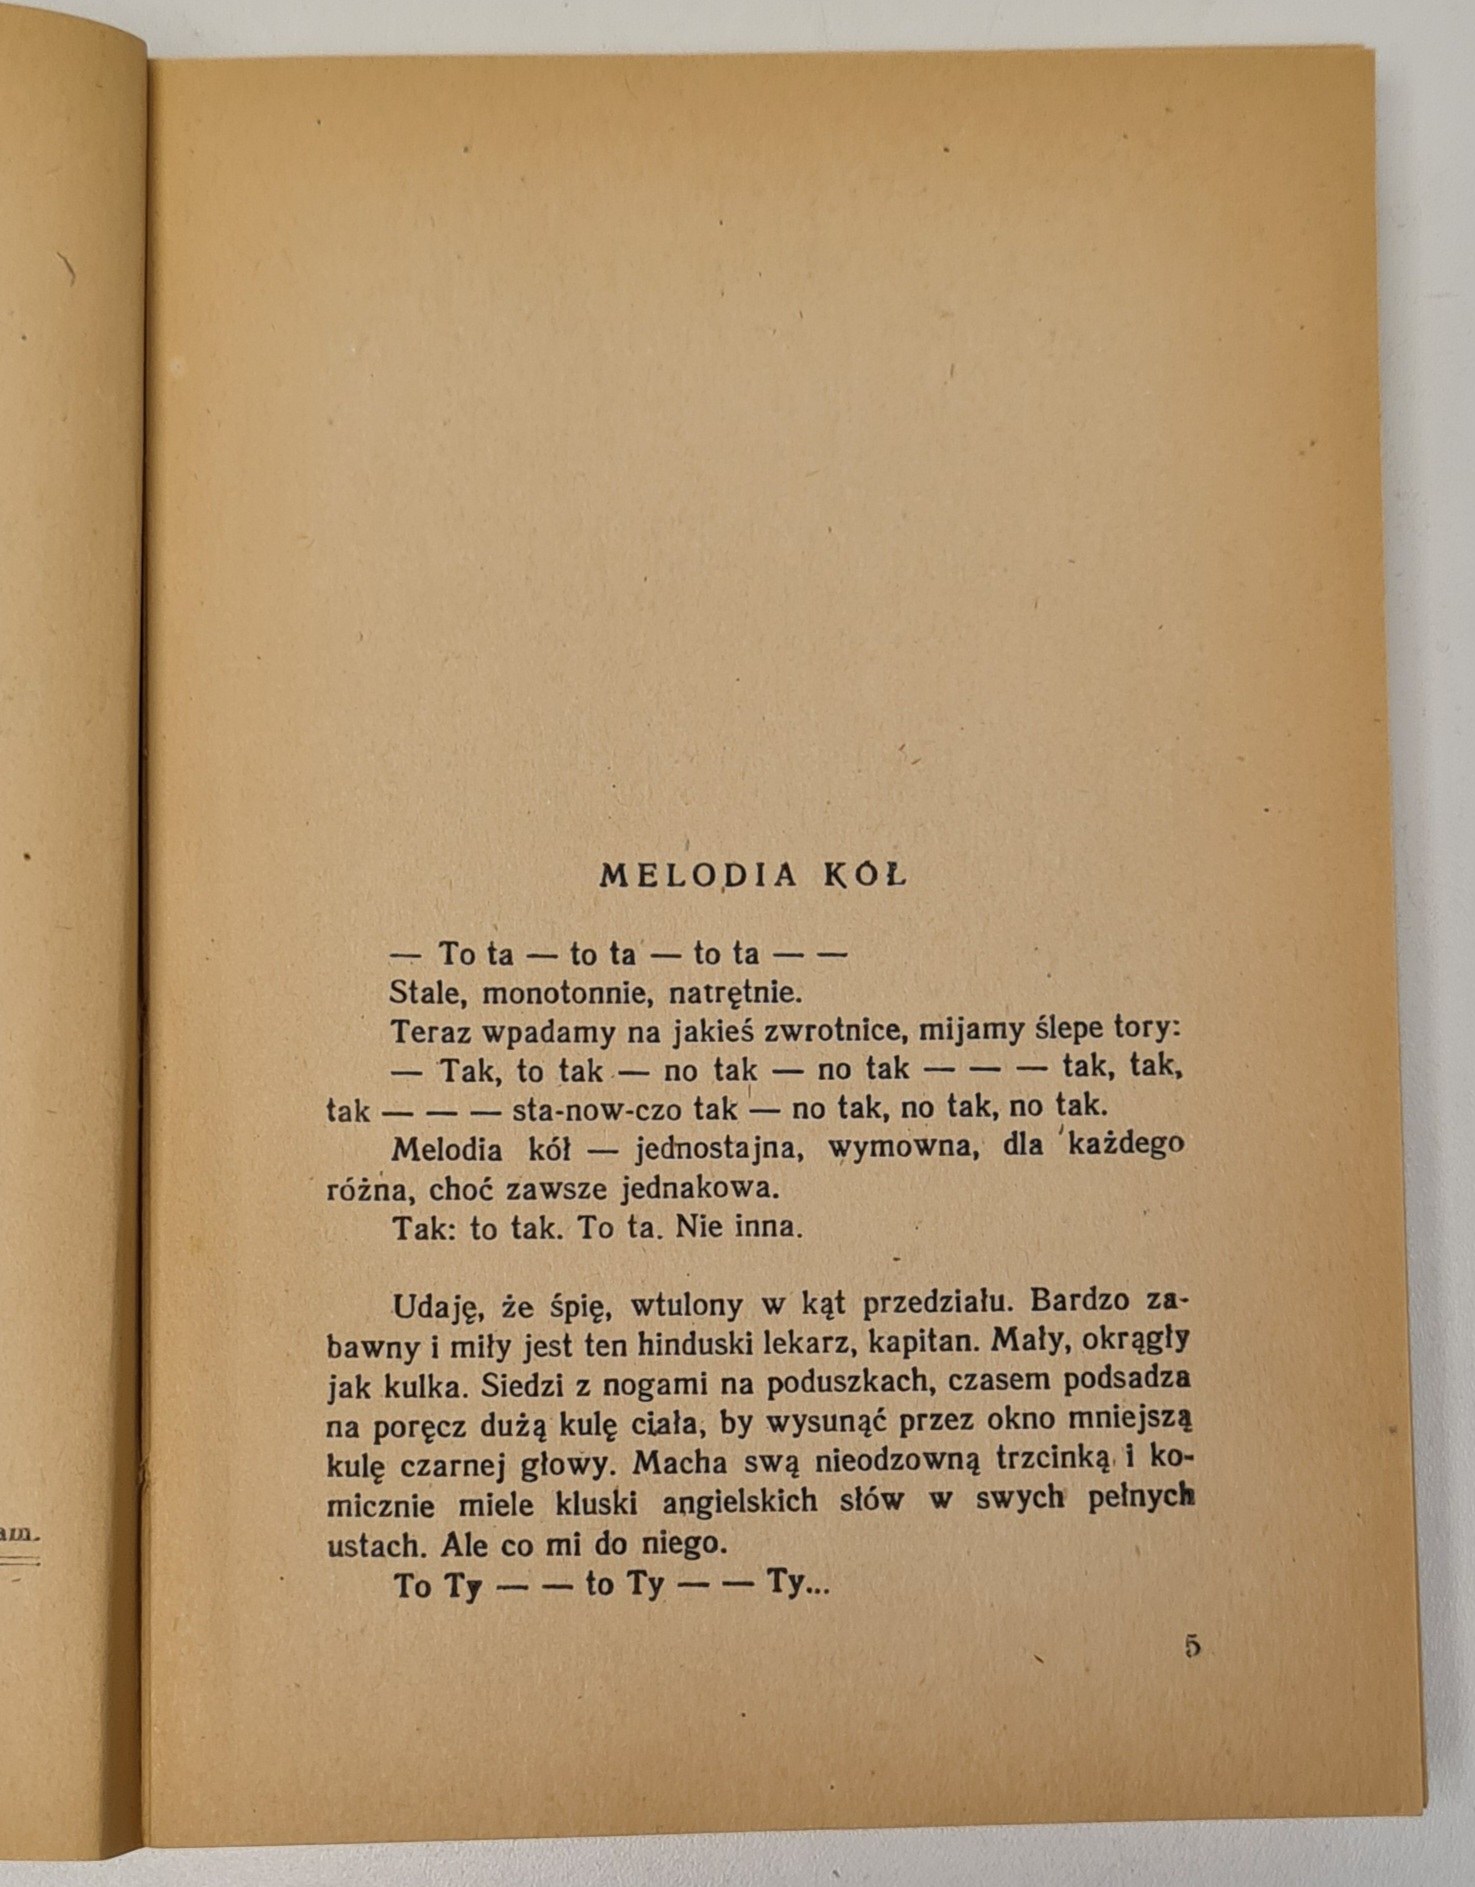 MELODIA KÓŁ
— To ta — to ta — to ta — —
Stale, monotonnie, natrętnie.
Teraz wpadamy na jakieś zwrotnice, mijamy ślepe tory:
— Tak, to tak — no tak — no tak — — — tak, tak,
tak — — — sta-now-czo tak — no tak, no tak, no tak.
Melodia kół — jednostajna, wymowna, dla każdego
różna, choć zawsze jednakowa.
Tak: to tak. To ta. Nie inna.
Udaję, że śpię, wtulony w kąt przedziału. Bardzo za-
bawny i miły jest ten hinduski lekarz, kapitan. Mały, okrągły
jak kulka. Siedzi z nogami na poduszkach, czasem podsadza
na poręcz dużą kulę ciała, by wysunąć przez okno mniejszą
kulę czarnej głowy. Macha swą nieodzowną trzcinką i ko-
micznie miele kluski angielskich słów w swych pełnych
ustach. Ale co mi do niego.
To Ty — — to Ty — — Ty...
5